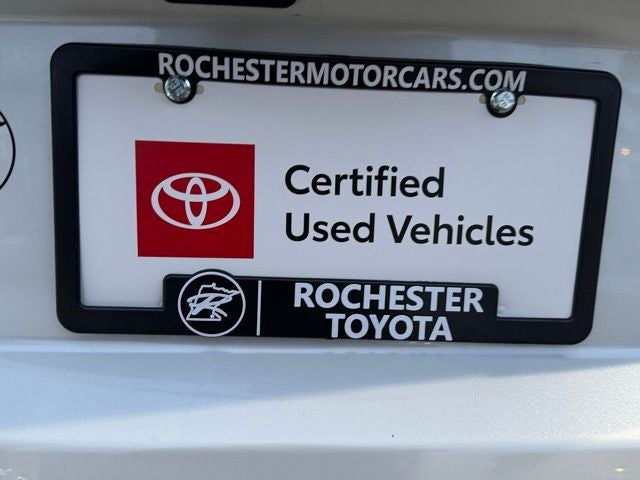 ROCHESTERMOTORCARS.COM
Certified
Used Vehicles
ROCHESTER
TOYOTA